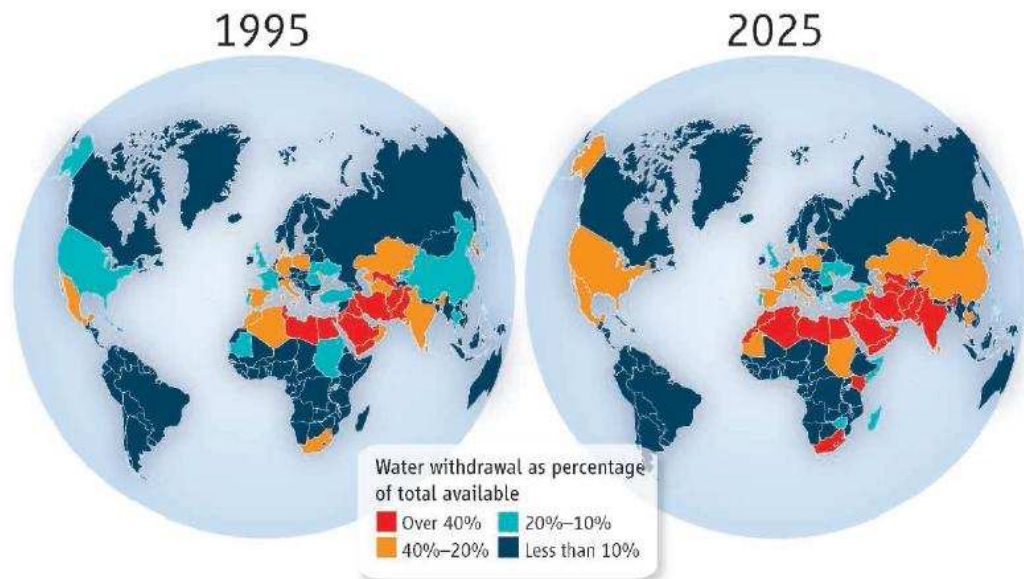 1995
2025
Water withdrawal as percentage
of total available
Over 40%
20%–10%
40%–20%
Less than 10%